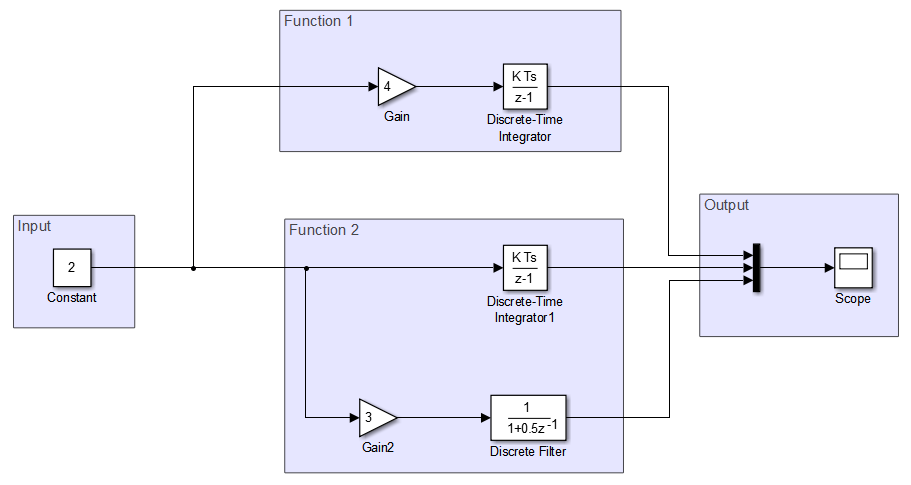 Function 1
4
Gain
K Ts
z-1
Discrete-Time
Integrator
Input
2
Constant
Function 2
K Ts
z-1
Discrete-Time
Integrator1
3
Gain2
1
1+0.5z-1
Discrete Filter
Output
Scope